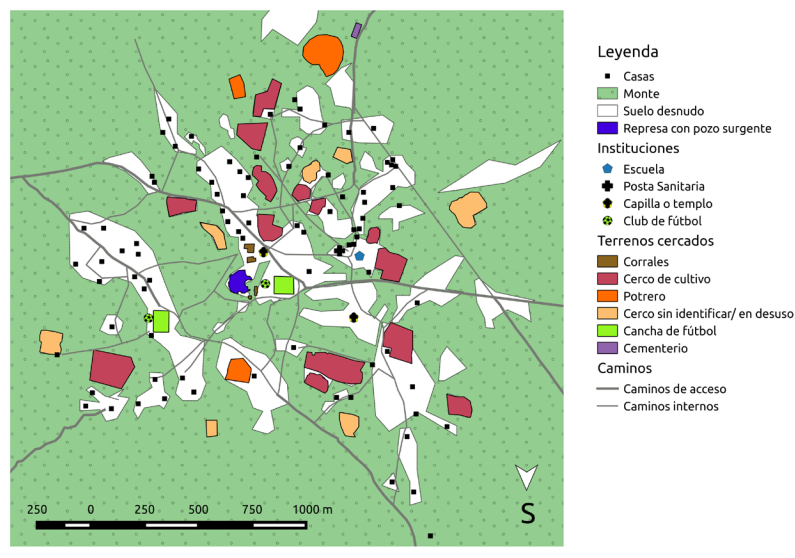 Leyenda
Casas
Monte
Suelo desnudo
Represa con pozo surgente
Instituciones
Escuela
Posta Sanitaria
Capilla o templo
Club de fútbol
Terrenos cercados
Corrales
Cerco de cultivo
Potrero
Cerco sin identificar/ en desuso
Cancha de fútbol
Cementerio
Caminos
Caminos de acceso
Caminos internos
250 0 250 500 750 1000 m
S